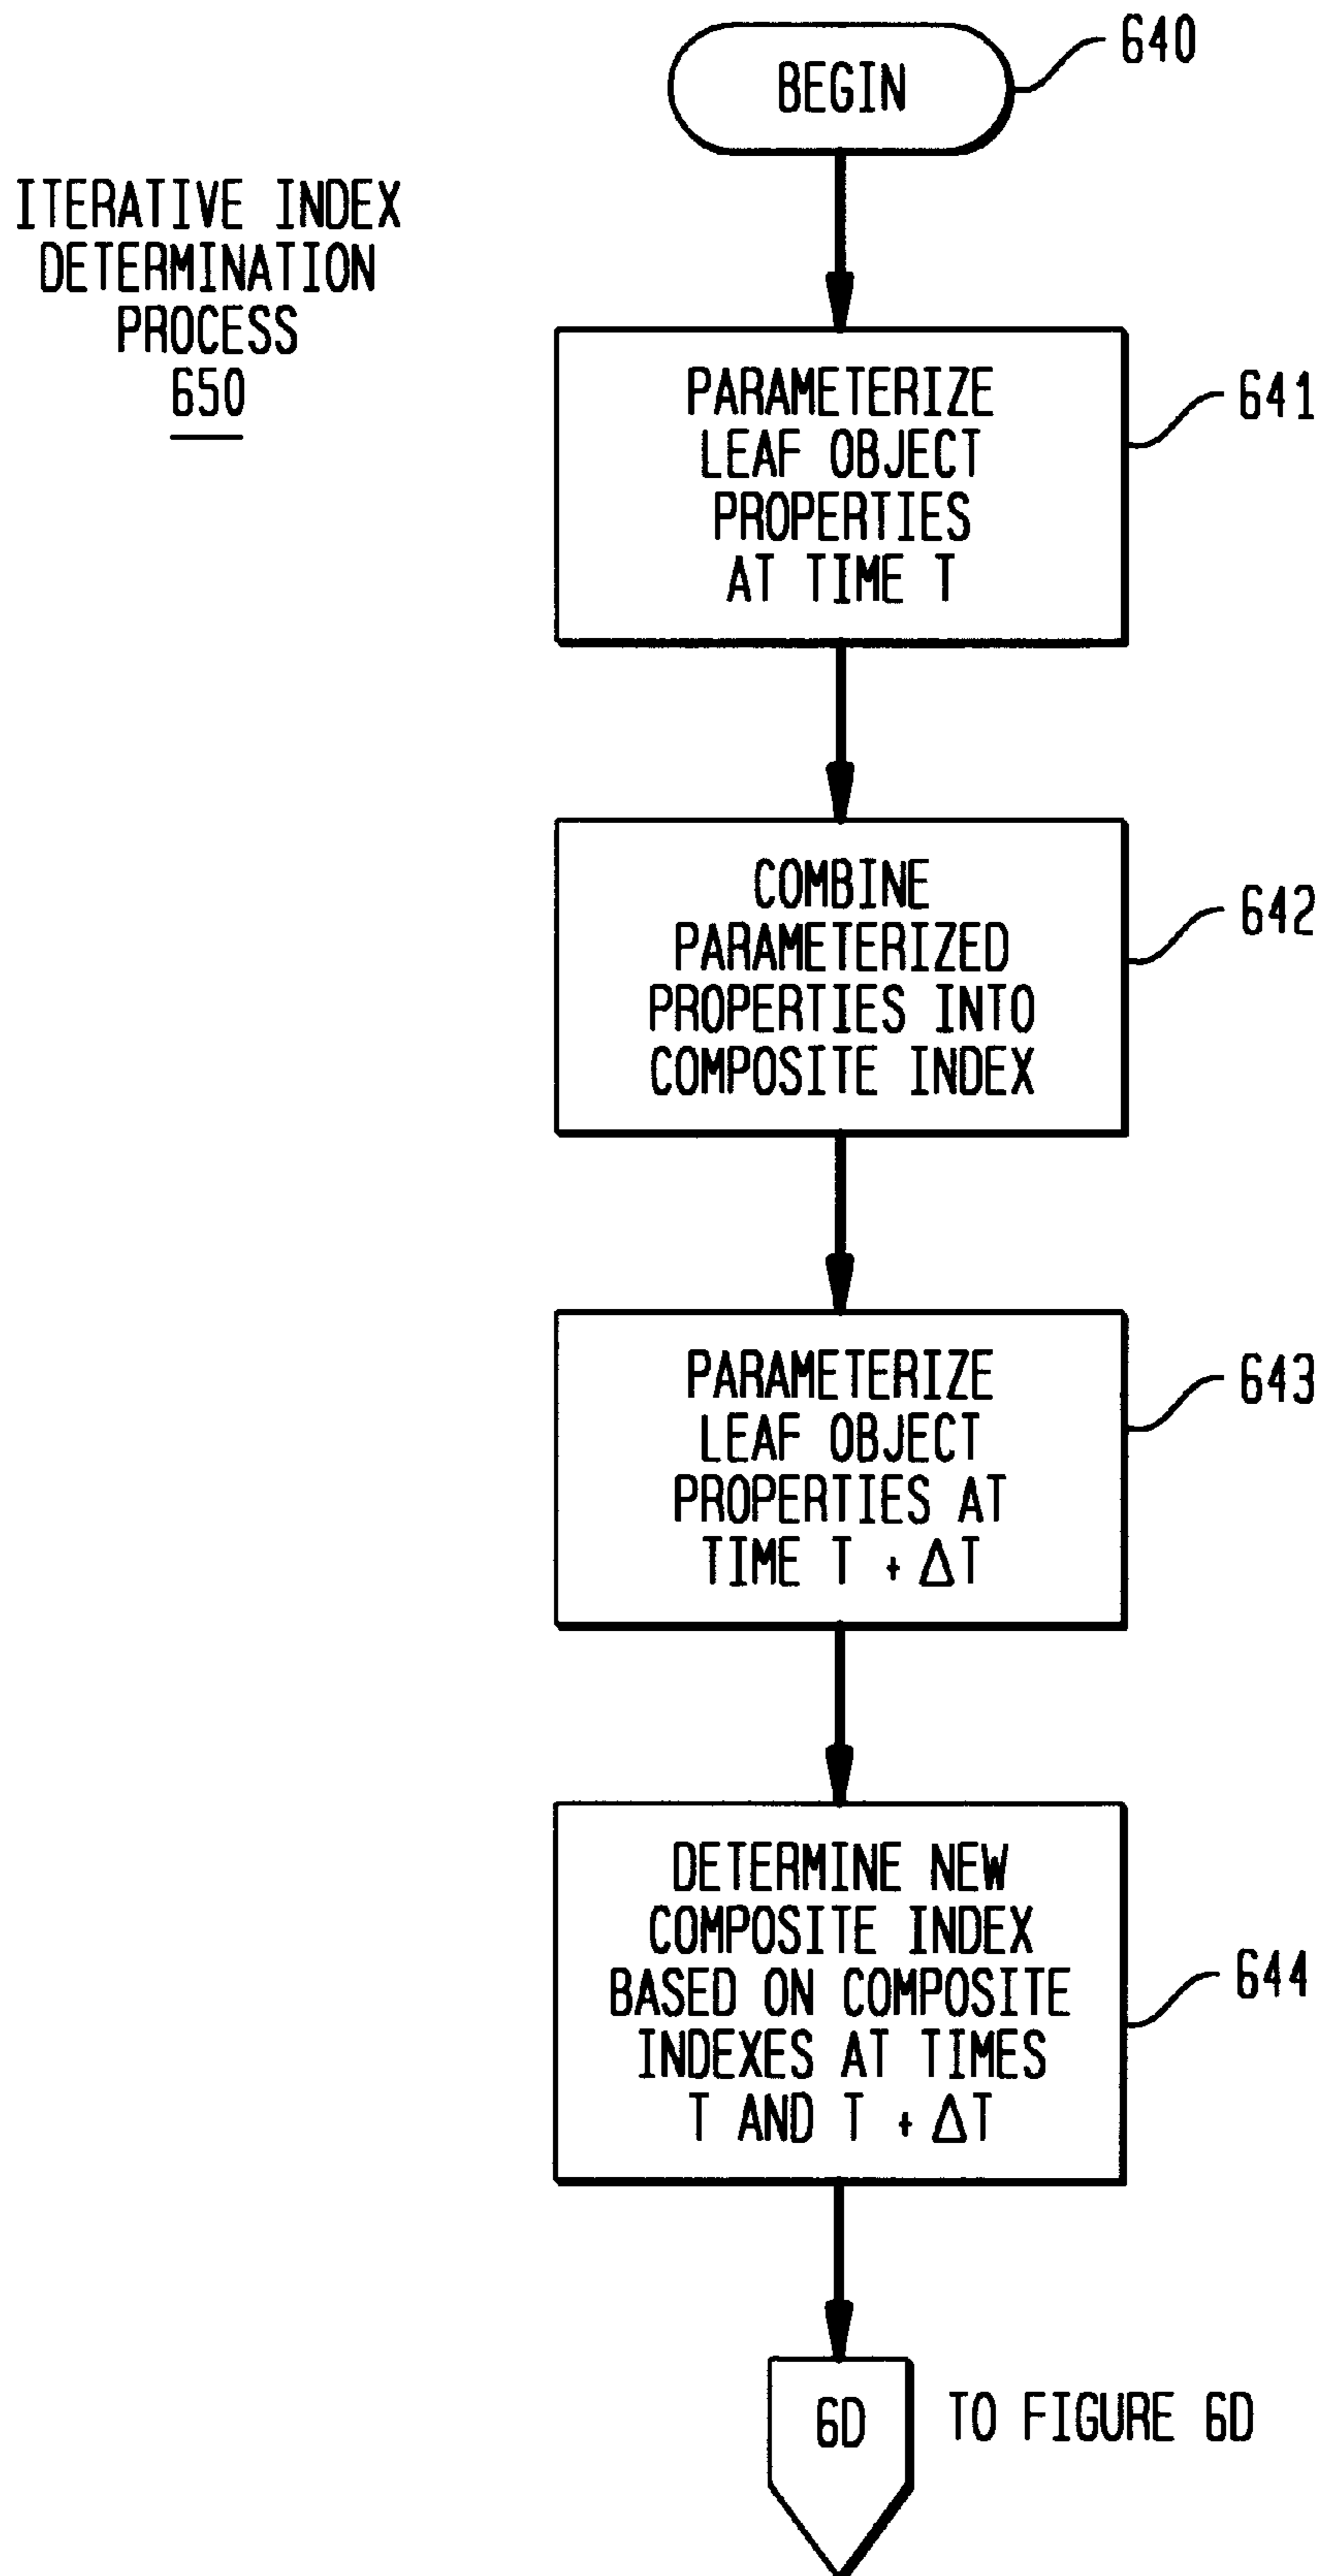 BEGIN
640
ITERATIVE INDEX
DETERMINATION
PROCESS
650
PARAMETERIZE
LEAF OBJECT
PROPERTIES
AT TIME T
641
COMBINE
PARAMETERIZED
PROPERTIES INTO
COMPOSITE INDEX
642
PARAMETERIZE
LEAF OBJECT
PROPERTIES AT
TIME T + ΔT
643
DETERMINE NEW
COMPOSITE INDEX
BASED ON COMPOSITE
INDEXES AT TIMES
T AND T + ΔT
644
6D
TO FIGURE 6D